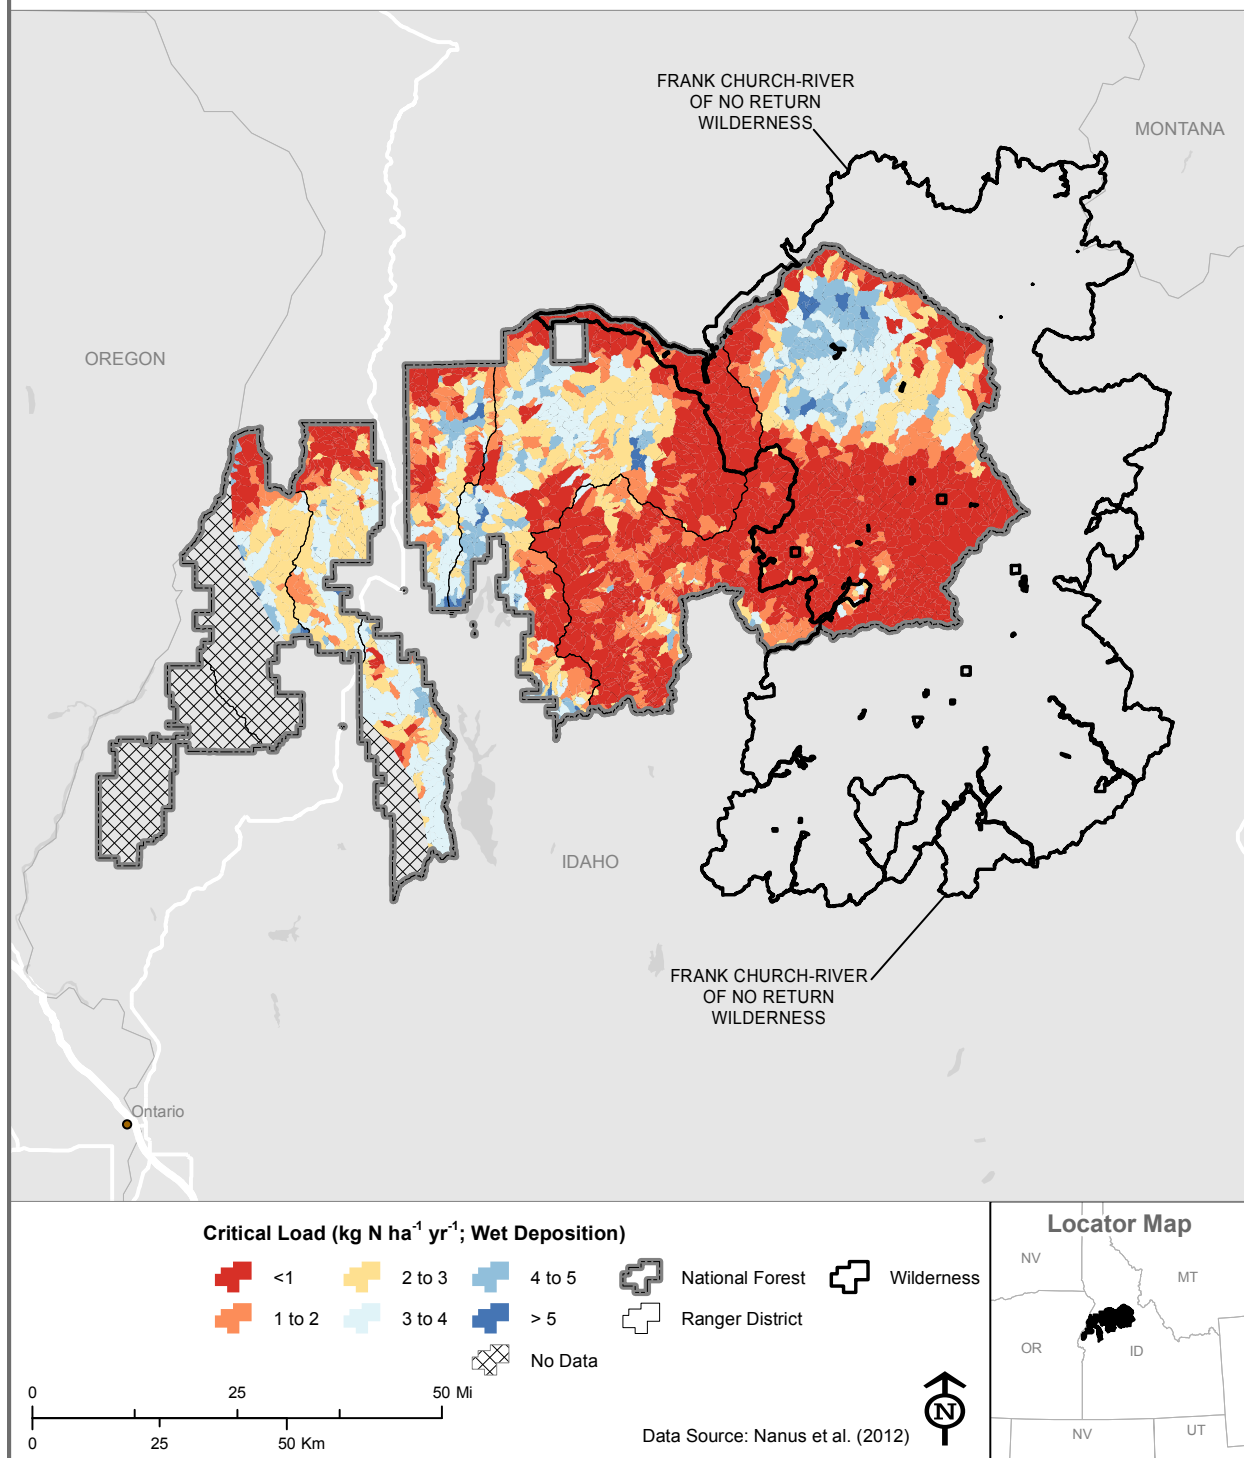 FRANK CHURCH-RIVER
OF NO RETURN
WILDERNESS
MONTANA
OREGON
IDAHO
FRANK CHURCH-RIVER
OF NO RETURN
WILDERNESS
Ontario
Critical Load (kg N ha⁻¹ yr⁻¹; Wet Deposition)
<1
2 to 3
4 to 5
National Forest
Wilderness
1 to 2
3 to 4
> 5
Ranger District
No Data
0 25 50 Mi
0 25 50 Km
Data Source: Nanus et al. (2012)
N
Locator Map
NV
MT
OR
ID
NV
UT